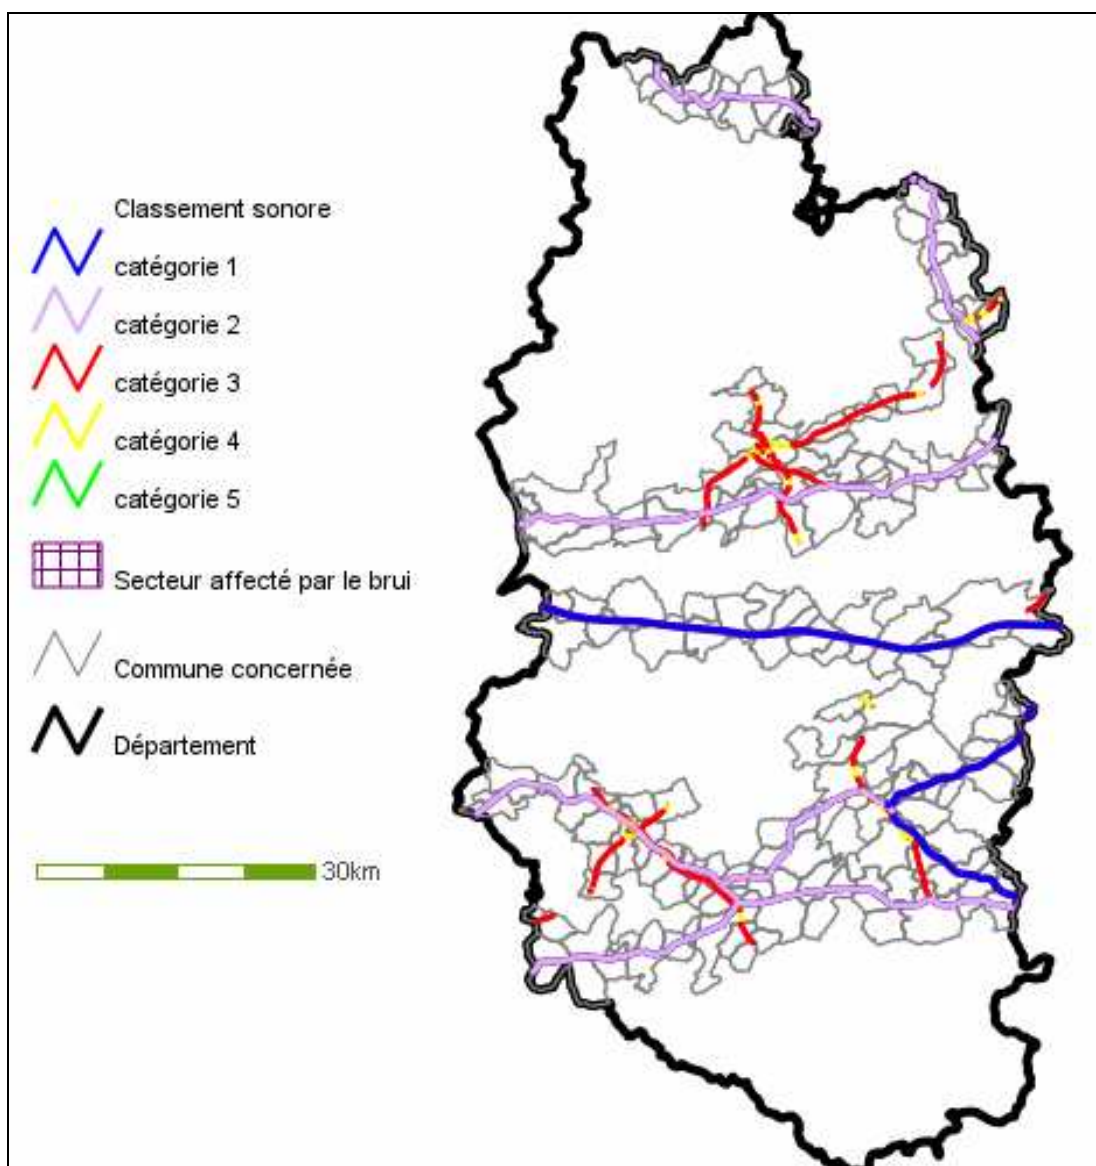 Classement sonore
catégorie 1
catégorie 2
catégorie 3
catégorie 4
catégorie 5
Secteur affecté par le brui
Commune concernée
Département
30km